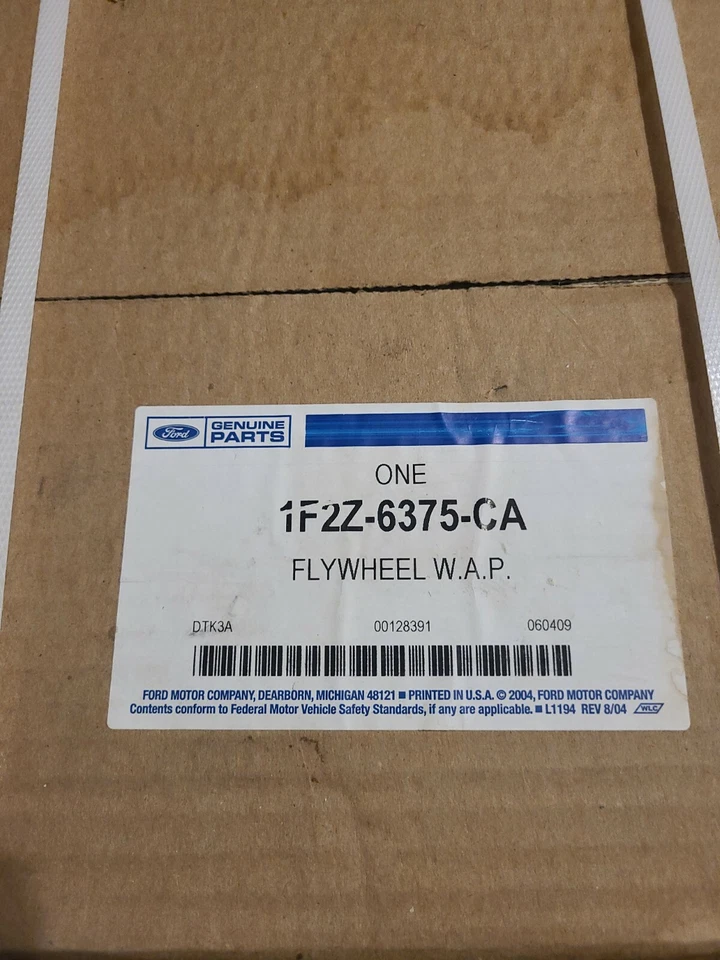 Ford GENUINE PARTS
ONE
1F2Z-6375-CA
FLYWHEEL W.A.P.
DTK3A 00128391 060409
FORD MOTOR COMPANY, DEARBORN, MICHIGAN 48121 ■ PRINTED IN U.S.A. © 2004, FORD MOTOR COMPANY
Contents conform to Federal Motor Vehicle Safety Standards, if any are applicable. ■ L1194 REV 8/04 WLC